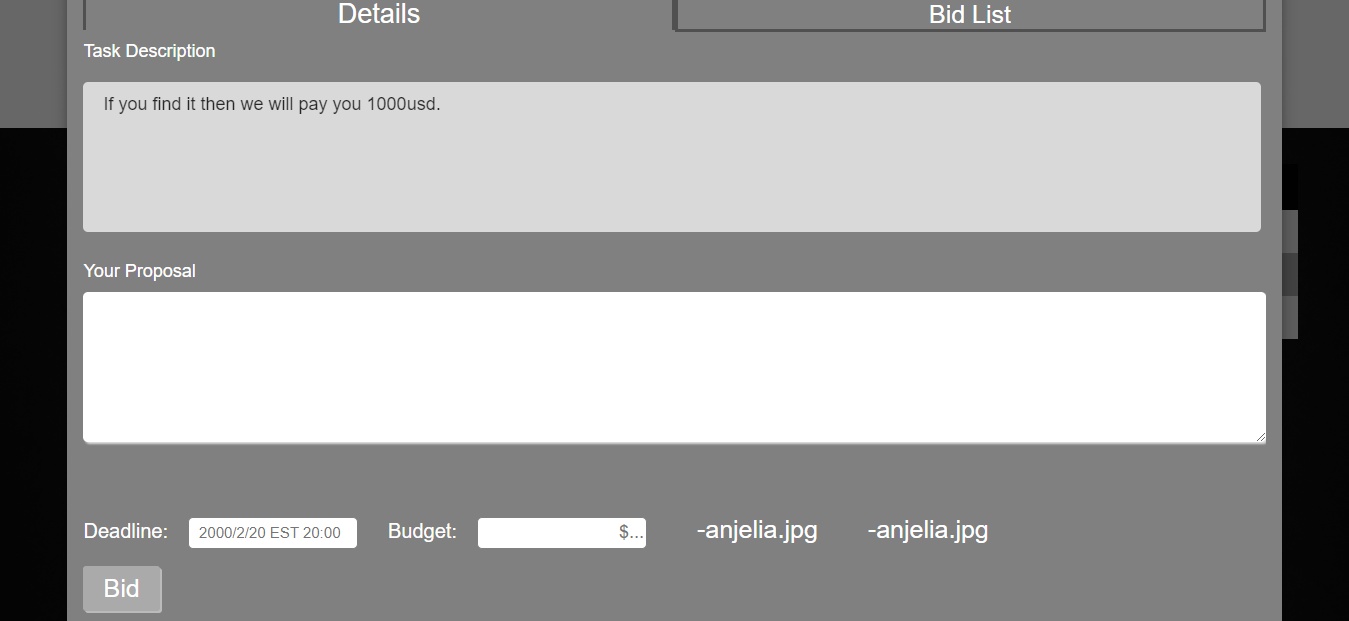 Details
Bid List
Task Description
If you find it then we will pay you 1000usd.
Your Proposal
Deadline: 2000/2/20 EST 20:00 Budget: $... -anjelia.jpg -anjelia.jpg
Bid